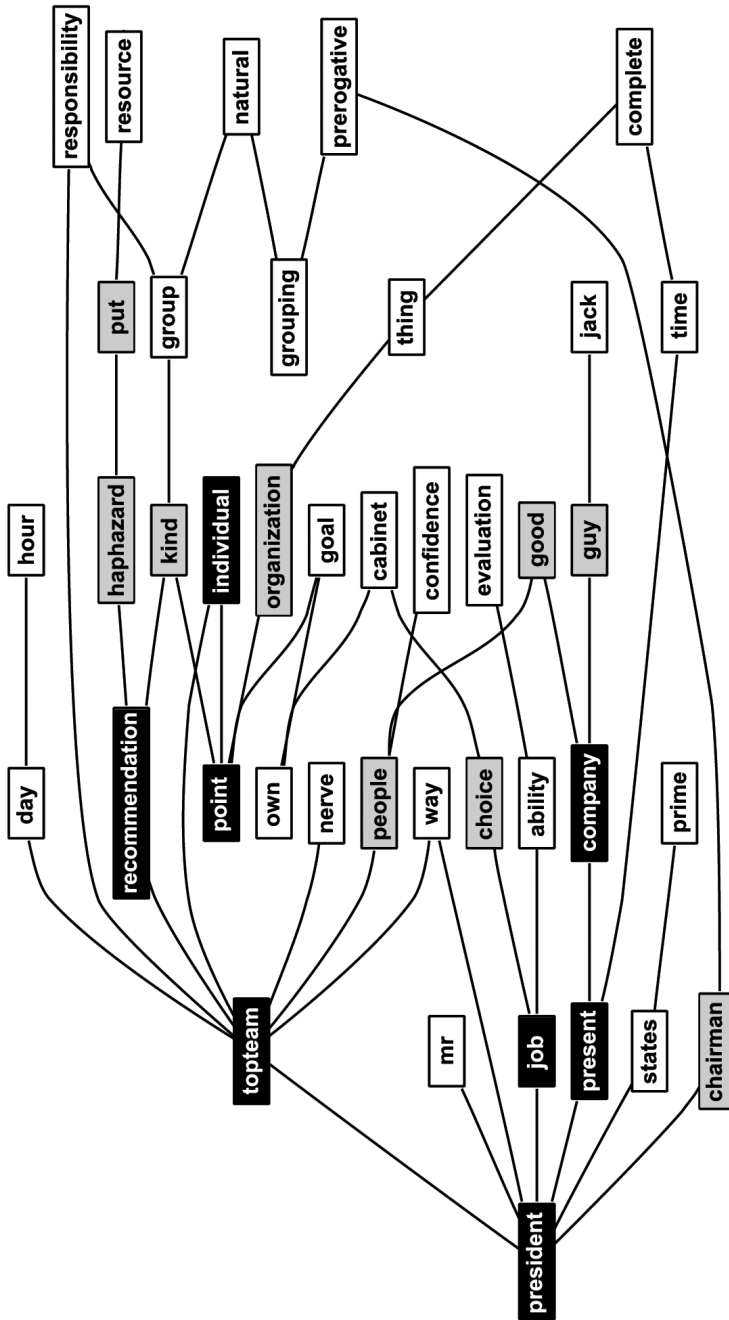 president
topteam
mr
job
present
states
chairman
day
recommendation
point
own
nerve
people
way
choice
ability
company
prime
hour
haphazard
kind
individual
organization
goal
cabinet
confidence
evaluation
good
guy
put
group
grouping
thing
jack
time
responsibility
resource
natural
prerogative
complete